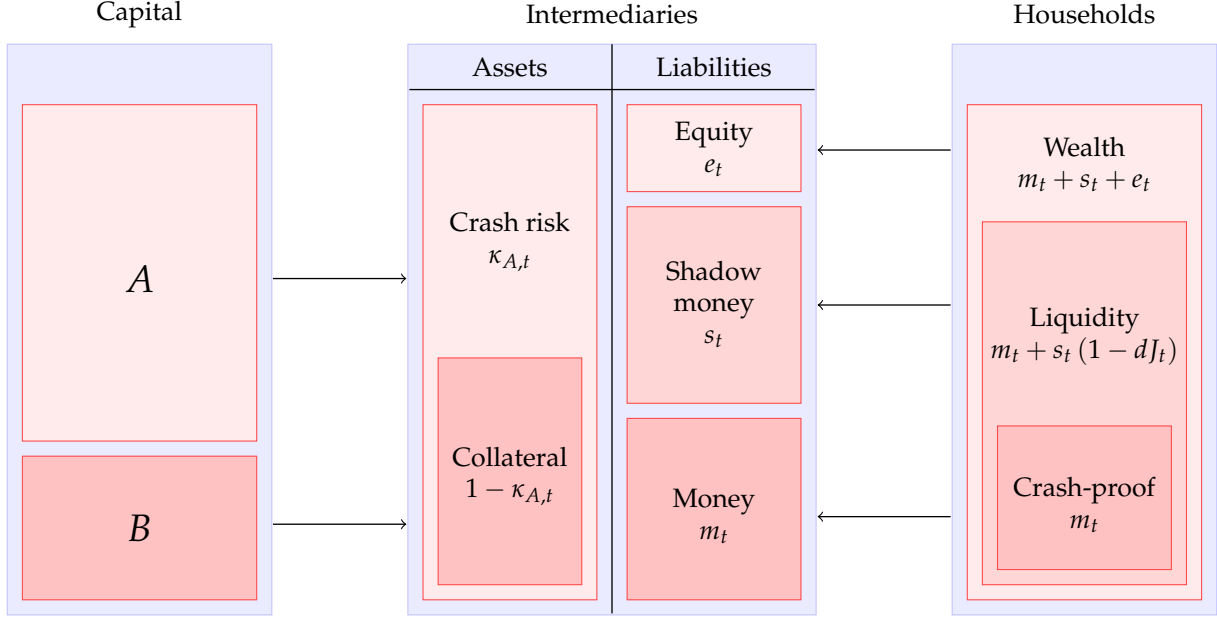 Capital
Intermediaries
Households
Assets
Liabilities
A
B
Crash risk
κ_{A,t}
Collateral
1 − κ_{A,t}
Equity
e_t
Shadow
money
s_t
Money
m_t
Wealth
m_t + s_t + e_t
Liquidity
m_t + s_t (1 − dJ_t)
Crash-proof
m_t